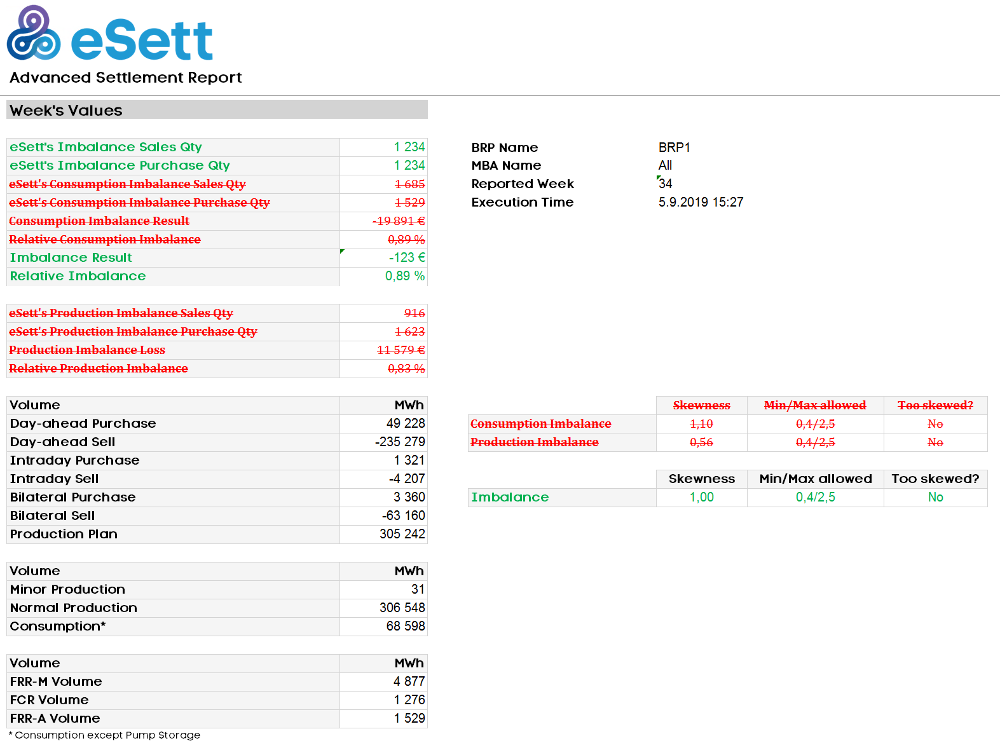 eSett
Advanced Settlement Report
Week's Values
eSett's Imbalance Sales Qty 1 234
eSett's Imbalance Purchase Qty 1 234
eSett's Consumption Imbalance Sales Qty 1 685
eSett's Consumption Imbalance Purchase Qty 1 529
Consumption Imbalance Result -19 891 €
Relative Consumption Imbalance 0,89 %
Imbalance Result -123 €
Relative Imbalance 0,89 %
BRP Name BRP1
MBA Name All
Reported Week 34
Execution Time 5.9.2019 15:27
eSett's Production Imbalance Sales Qty 916
eSett's Production Imbalance Purchase Qty 1 623
Production Imbalance Loss 11 579 €
Relative Production Imbalance 0,83 %
Volume MWh
Day-ahead Purchase 49 228
Day-ahead Sell -235 279
Intraday Purchase 1 321
Intraday Sell -4 207
Bilateral Purchase 3 360
Bilateral Sell -63 160
Production Plan 305 242
Skewness Min/Max allowed Too skewed?
Consumption Imbalance 1,10 0,4/2,5 No
Production Imbalance 0,56 0,4/2,5 No
Skewness Min/Max allowed Too skewed?
Imbalance 1,00 0,4/2,5 No
Volume MWh
Minor Production 31
Normal Production 306 548
Consumption* 68 598
Volume MWh
FRR-M Volume 4 877
FCR Volume 1 276
FRR-A Volume 1 529
* Consumption except Pump Storage